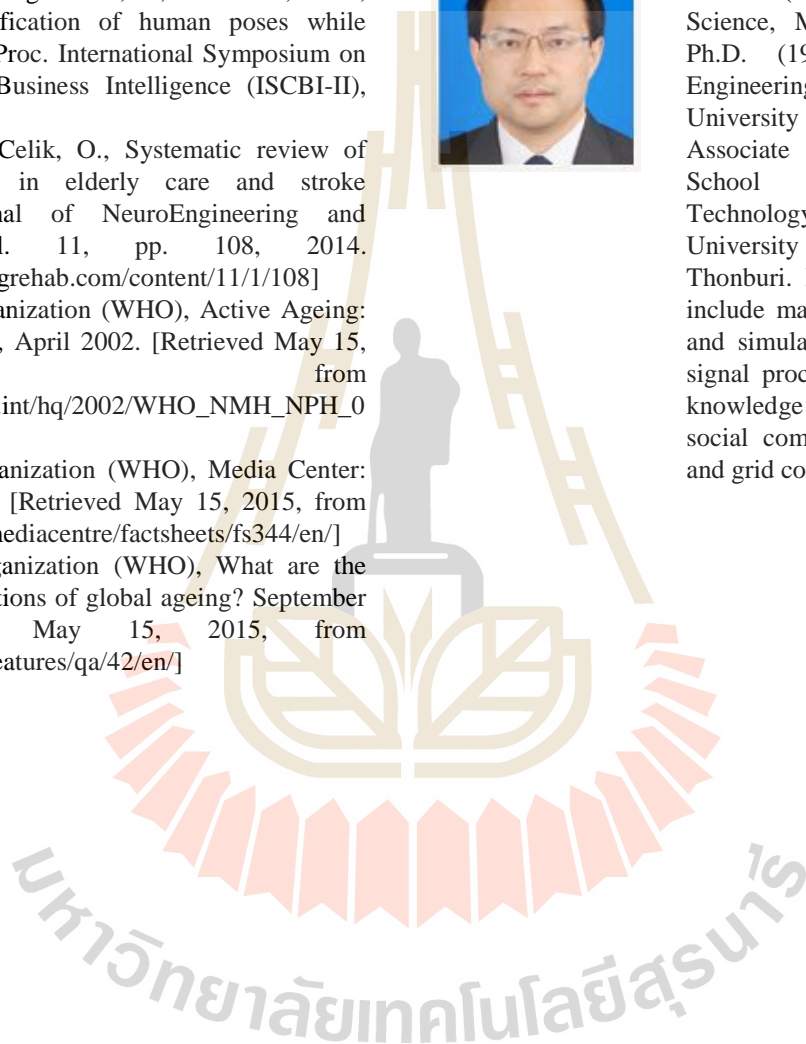 ification of human poses while
Proc. International Symposium on
Business Intelligence (ISCBI-II),
Celik, O., Systematic review of
in elderly care and stroke
nal of NeuroEngineering and
11, pp. 108, 2014.
grehab.com/content/11/1/108]
anization (WHO), Active Ageing:
, April 2002. [Retrieved May 15,
from
.int/hq/2002/WHO_NMH_NPH_0
anization (WHO), Media Center:
[Retrieved May 15, 2015, from
mediacentre/factsheets/fs344/en/]
ganization (WHO), What are the
tions of global ageing? September
May 15, 2015, from
eatures/qa/42/en/]
Science, M
Ph.D. (19
Engineering
University
Associate
School
Technology
University
Thonburi.
include ma
and simula
signal proc
knowledge
social com
and grid co
มหาวิทยาลัยเทคโนโลยีสุรนารี